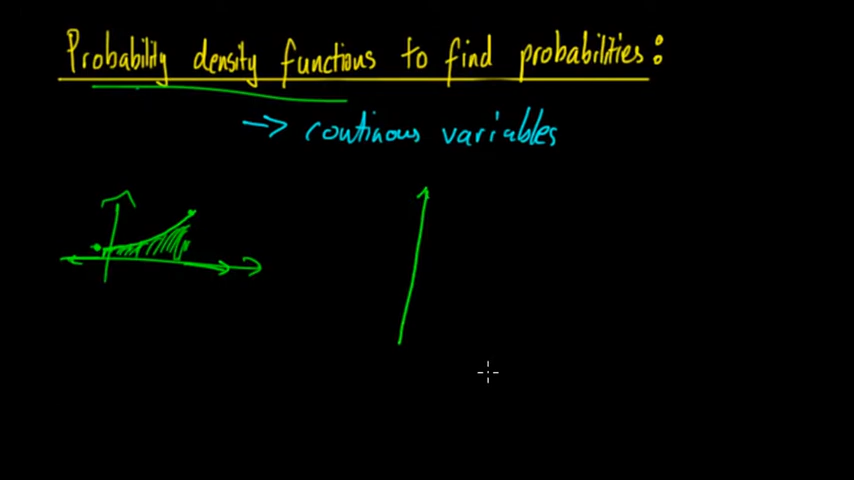 Probability density functions to find probabilities:
→ continous variables